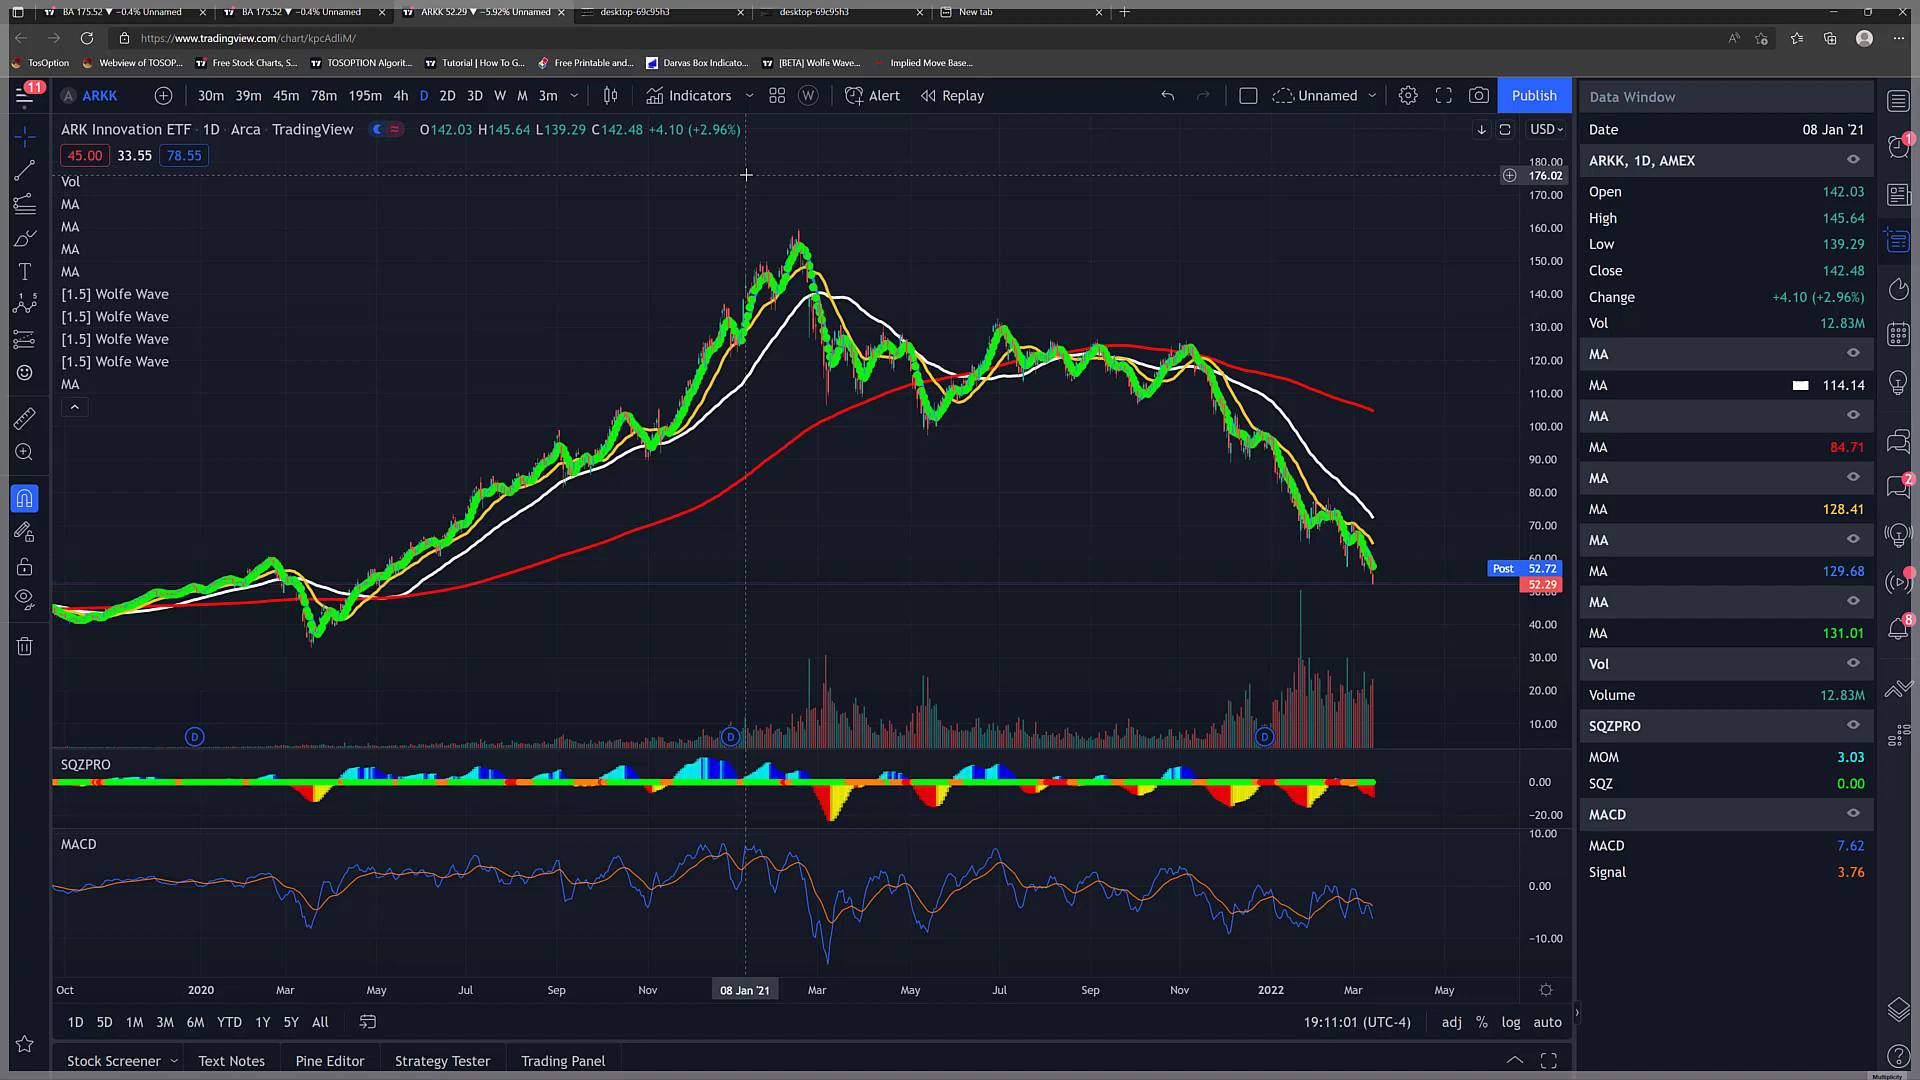 BA 175.52 ▼ −0.4% Unnamed
BA 175.52 ▼ −0.4% Unnamed
ARKK 52.29 ▼ −5.92% Unnamed
desktop-69c95h3
desktop-69c95h3
New tab
https://www.tradingview.com/chart/kpcAdliM/
TosOption
Webview of TOSOP...
Free Stock Charts, S...
TOSOPTION Algorit...
Tutorial | How To G...
Free Printable and...
Darvas Box Indicato...
[BETA] Wolfe Wave...
Implied Move Base...
11
A ARKK
30m 39m 45m 78m 195m 4h D 2D 3D W M 3m
Indicators
W
Alert
Replay
Unnamed
Publish
ARK Innovation ETF · 1D · Arca · TradingView
O142.03 H145.64 L139.29 C142.48 +4.10 (+2.96%)
USD
45.00 33.55 78.55
Vol
MA
MA
MA
MA
[1.5] Wolfe Wave
[1.5] Wolfe Wave
[1.5] Wolfe Wave
[1.5] Wolfe Wave
MA
180.00
176.02
170.00
160.00
150.00
140.00
130.00
120.00
110.00
100.00
90.00
80.00
70.00
60.00
Post 52.72
52.29
40.00
30.00
20.00
10.00
D
D
D
SQZPRO
0.00
−20.00
MACD
10.00
0.00
−10.00
Oct 2020 Mar May Jul Sep Nov 08 Jan '21 Mar May Jul Sep Nov 2022 Mar May
1D 5D 1M 3M 6M YTD 1Y 5Y All
19:11:01 (UTC-4)
adj % log auto
Stock Screener Text Notes Pine Editor Strategy Tester Trading Panel
Data Window
Date 08 Jan '21
ARKK, 1D, AMEX
Open 142.03
High 145.64
Low 139.29
Close 142.48
Change +4.10 (+2.96%)
Vol 12.83M
MA
MA 114.14
MA
MA 84.71
MA
MA 128.41
MA
MA 129.68
MA
MA 131.01
Vol
Volume 12.83M
SQZPRO
MOM 3.03
SQZ 0.00
MACD
MACD 7.62
Signal 3.76
1
2
8
Multiplicity